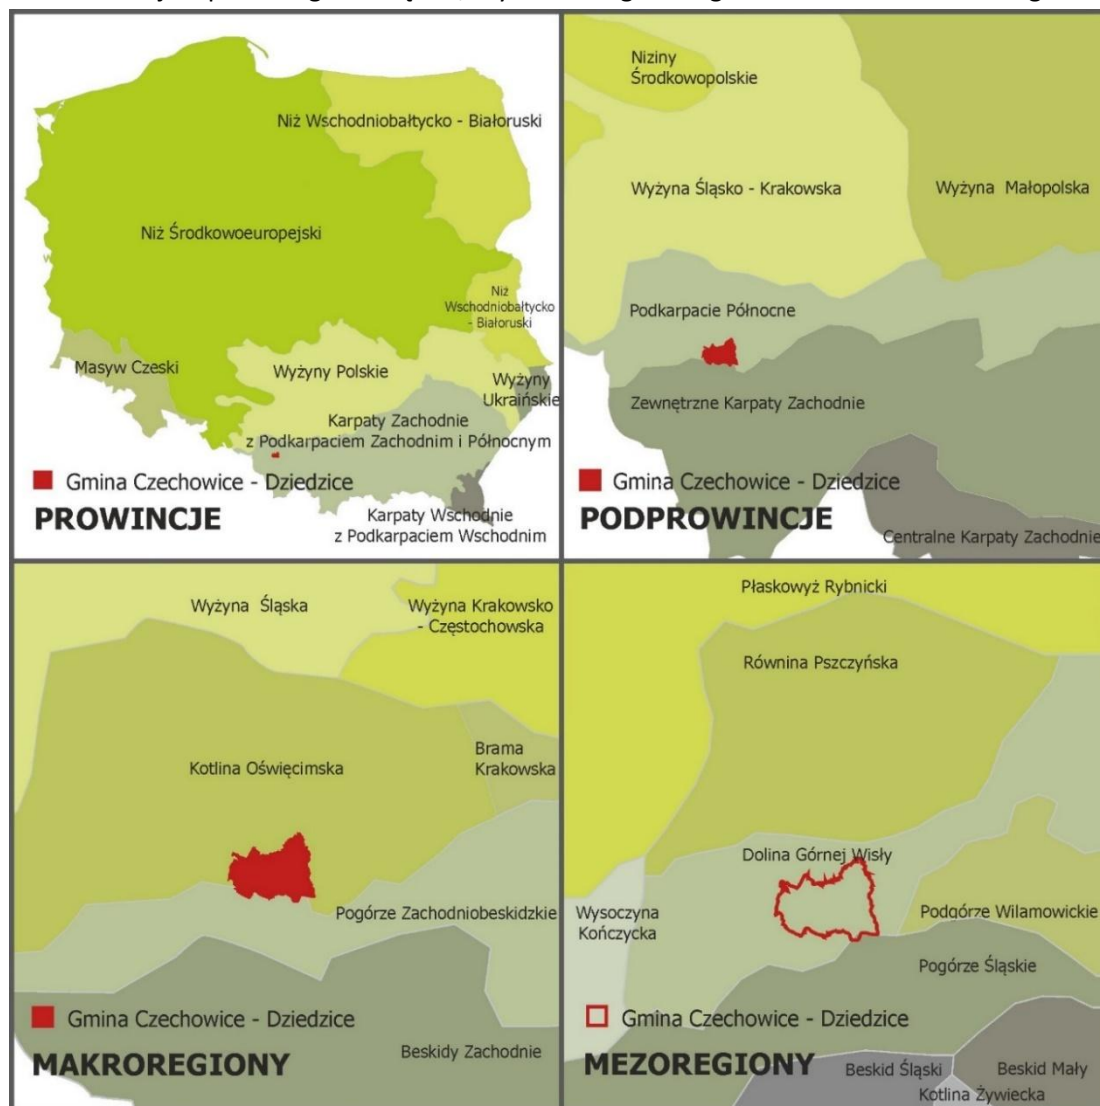 Niż Wschodniobałtycko - Białoruski
Niż Środkowoeuropejski
Niż
Wschodniobałtycko
- Białoruski
Masyw Czeski
Wyżyny Polskie
Wyżyny
Ukraińskie
Karpaty Zachodnie
z Podkarpaciem Zachodnim i Północnym
Gmina Czechowice - Dziedzice
PROWINCJE
Karpaty Wschodnie
z Podkarpaciem Wschodnim
Niziny
Środkowopolskie
Wyżyna Śląsko - Krakowska
Wyżyna Małopolska
Podkarpacie Północne
Zewnętrzne Karpaty Zachodnie
Gmina Czechowice - Dziedzice
PODPROWINCJE
Centralne Karpaty Zachodnie
Wyżyna Śląska
Wyżyna Krakowsko
- Częstochowska
Kotlina Oświęcimska
Brama
Krakowska
Pogórze Zachodniobeskidzkie
Gmina Czechowice - Dziedzice
MAKROREGIONY
Beskidy Zachodnie
Płaskowyż Rybnicki
Równina Pszczyńska
Dolina Górnej Wisły
Wysoczyna
Kończycka
Podgórze Wilamowickie
Pogórze Śląskie
Gmina Czechowice - Dziedzice
MEZOREGIONY
Beskid Śląski
Beskid Mały
Kotlina Żywiecka